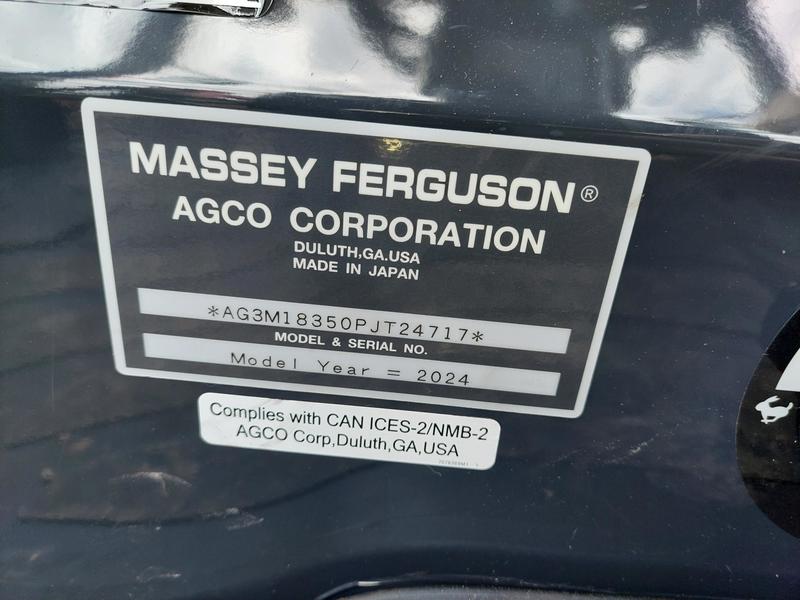 MASSEY FERGUSON®
AGCO CORPORATION
DULUTH,GA.USA
MADE IN JAPAN
*AG3M18350PJT24717*
MODEL & SERIAL NO.
Model Year = 2024
Complies with CAN ICES-2/NMB-2
AGCO Corp,Duluth,GA,USA